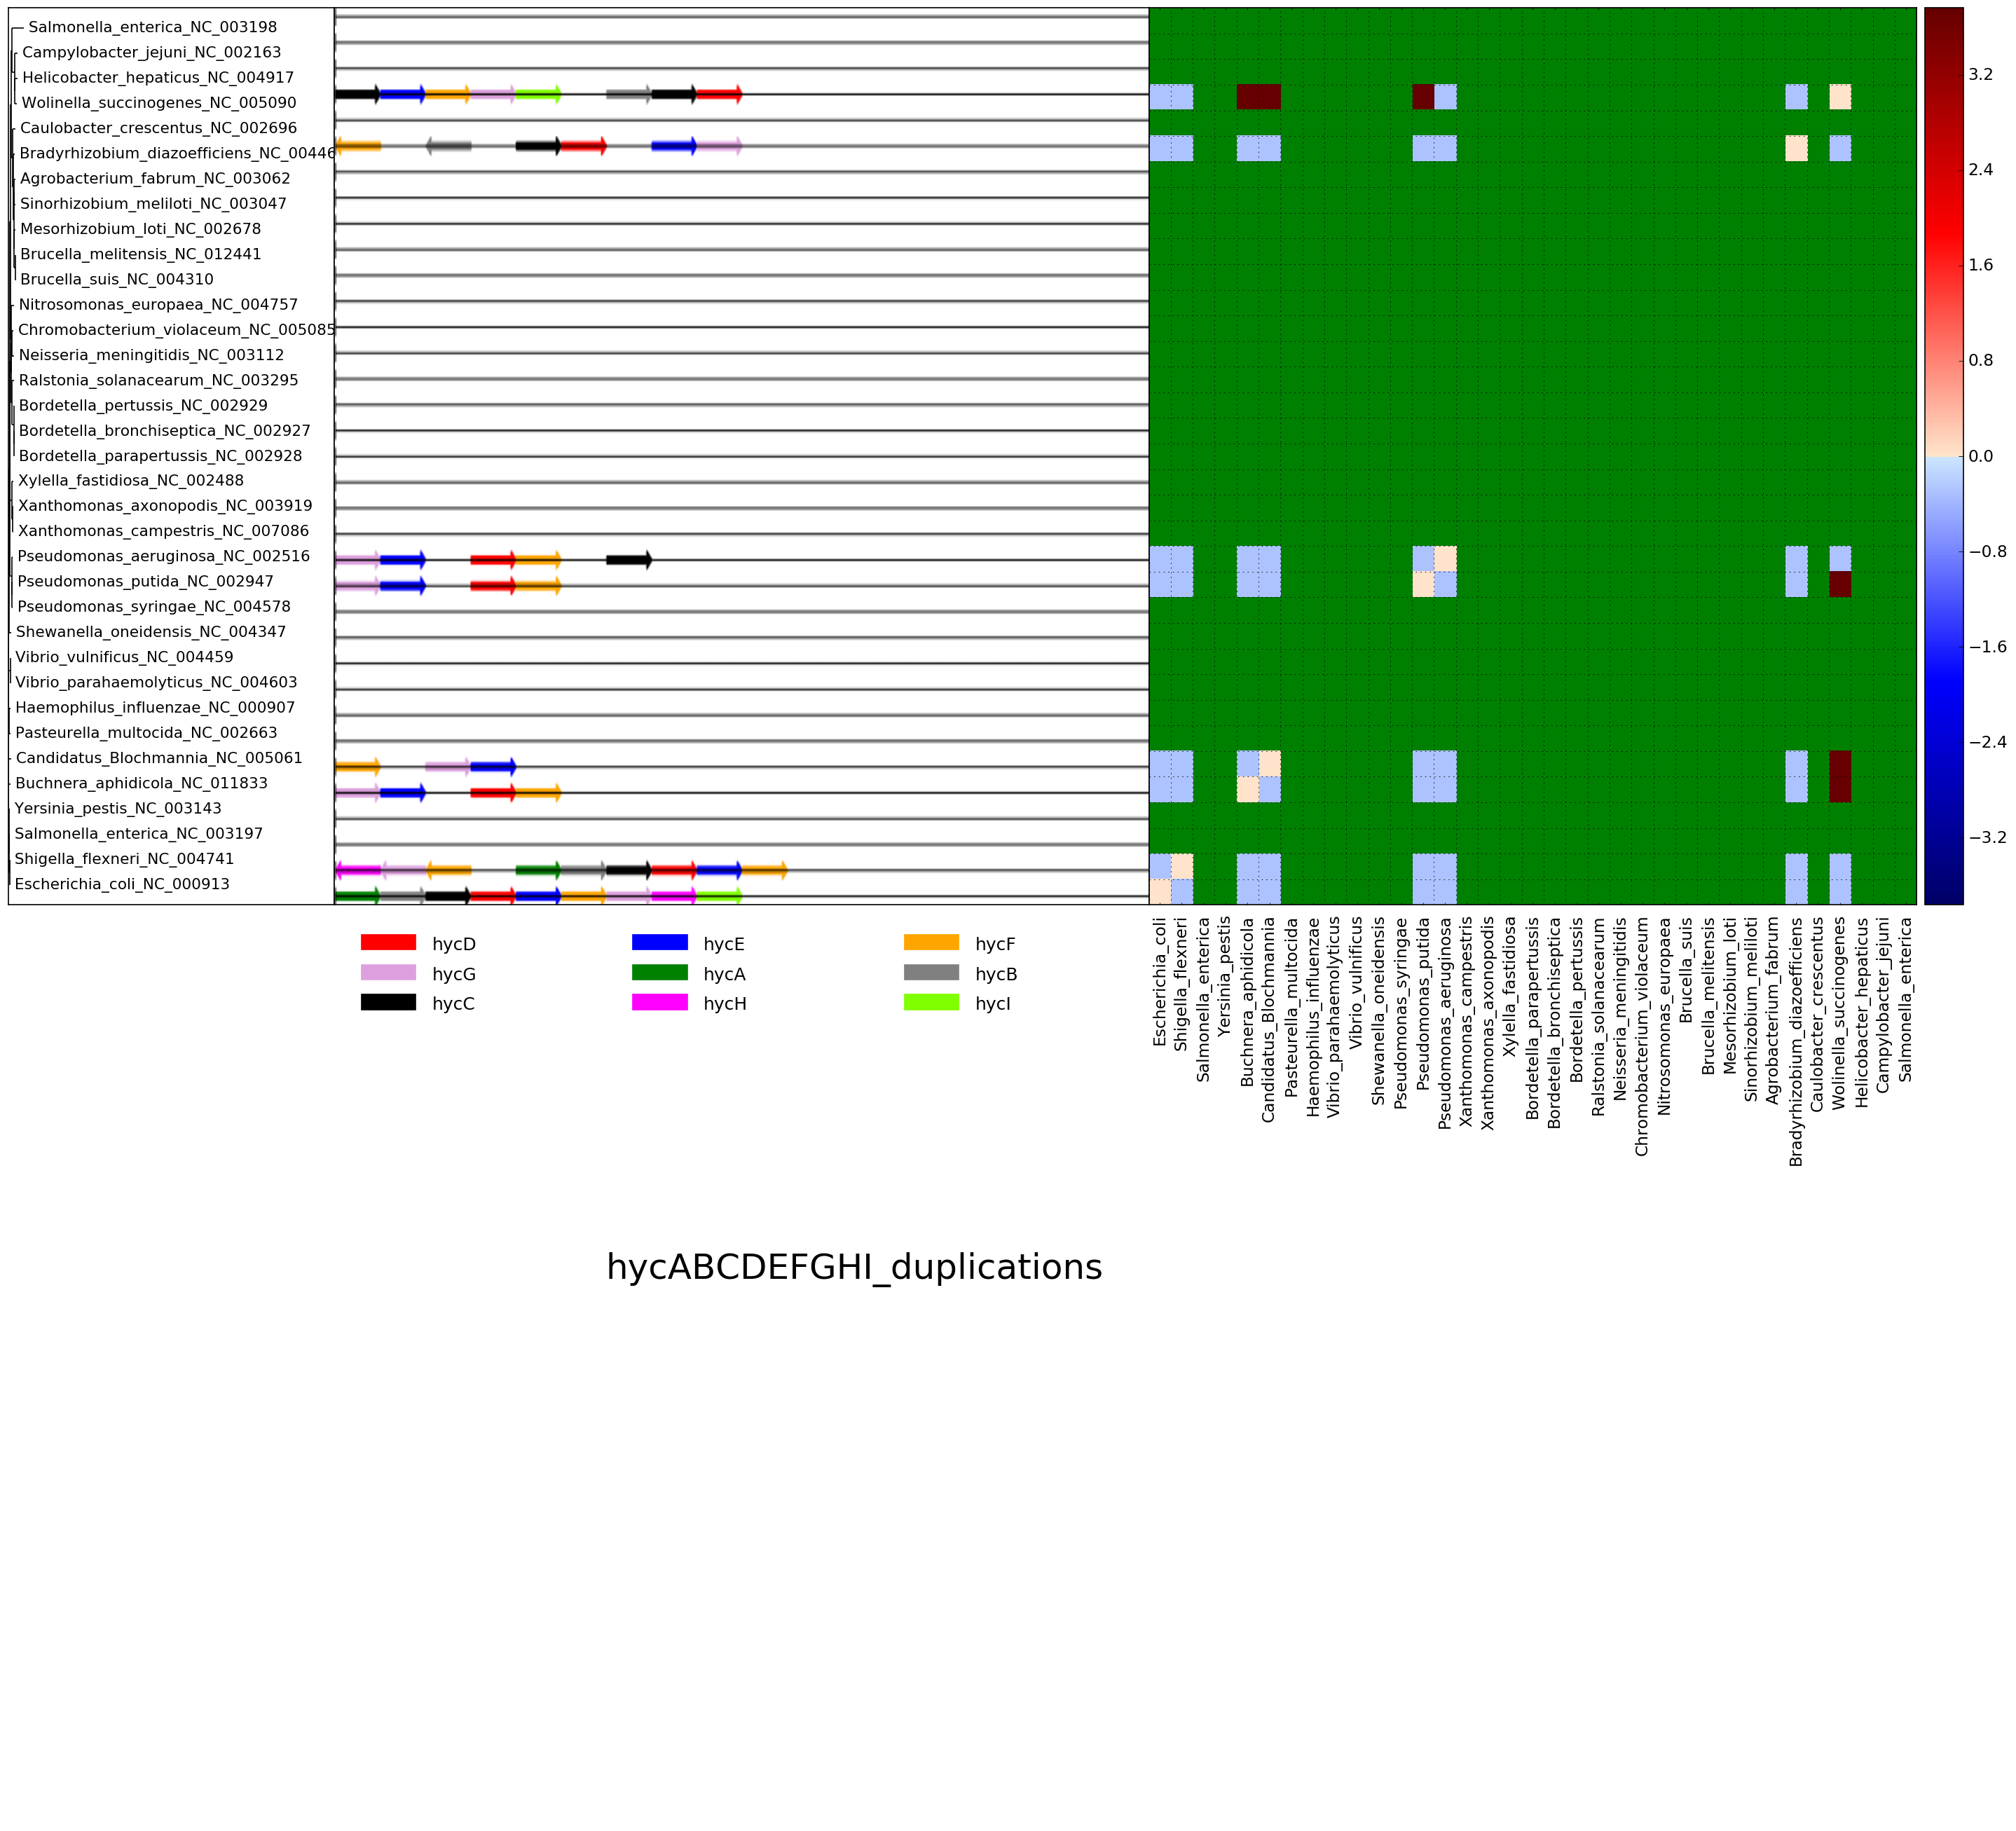 Salmonella_enterica_NC_003198
Campylobacter_jejuni_NC_002163
Helicobacter_hepaticus_NC_004917
Wolinella_succinogenes_NC_005090
Caulobacter_crescentus_NC_002696
Bradyrhizobium_diazoefficiens_NC_00446
Agrobacterium_fabrum_NC_003062
Sinorhizobium_meliloti_NC_003047
Mesorhizobium_loti_NC_002678
Brucella_melitensis_NC_012441
Brucella_suis_NC_004310
Nitrosomonas_europaea_NC_004757
Chromobacterium_violaceum_NC_005085
Neisseria_meningitidis_NC_003112
Ralstonia_solanacearum_NC_003295
Bordetella_pertussis_NC_002929
Bordetella_bronchiseptica_NC_002927
Bordetella_parapertussis_NC_002928
Xylella_fastidiosa_NC_002488
Xanthomonas_axonopodis_NC_003919
Xanthomonas_campestris_NC_007086
Pseudomonas_aeruginosa_NC_002516
Pseudomonas_putida_NC_002947
Pseudomonas_syringae_NC_004578
Shewanella_oneidensis_NC_004347
Vibrio_vulnificus_NC_004459
Vibrio_parahaemolyticus_NC_004603
Haemophilus_influenzae_NC_000907
Pasteurella_multocida_NC_002663
Candidatus_Blochmannia_NC_005061
Buchnera_aphidicola_NC_011833
Yersinia_pestis_NC_003143
Salmonella_enterica_NC_003197
Shigella_flexneri_NC_004741
Escherichia_coli_NC_000913
3.2
2.4
1.6
0.8
0.0
−0.8
−1.6
−2.4
−3.2
hycD hycE hycF
hycG hycA hycB
hycC hycH hycI
Escherichia_coli
Shigella_flexneri
Salmonella_enterica
Yersinia_pestis
Buchnera_aphidicola
Candidatus_Blochmannia
Pasteurella_multocida
Haemophilus_influenzae
Vibrio_parahaemolyticus
Vibrio_vulnificus
Shewanella_oneidensis
Pseudomonas_syringae
Pseudomonas_putida
Pseudomonas_aeruginosa
Xanthomonas_campestris
Xanthomonas_axonopodis
Xylella_fastidiosa
Bordetella_parapertussis
Bordetella_bronchiseptica
Bordetella_pertussis
Ralstonia_solanacearum
Neisseria_meningitidis
Chromobacterium_violaceum
Nitrosomonas_europaea
Brucella_suis
Brucella_melitensis
Mesorhizobium_loti
Sinorhizobium_meliloti
Agrobacterium_fabrum
Bradyrhizobium_diazoefficiens
Caulobacter_crescentus
Wolinella_succinogenes
Helicobacter_hepaticus
Campylobacter_jejuni
Salmonella_enterica
hycABCDEFGHI_duplications